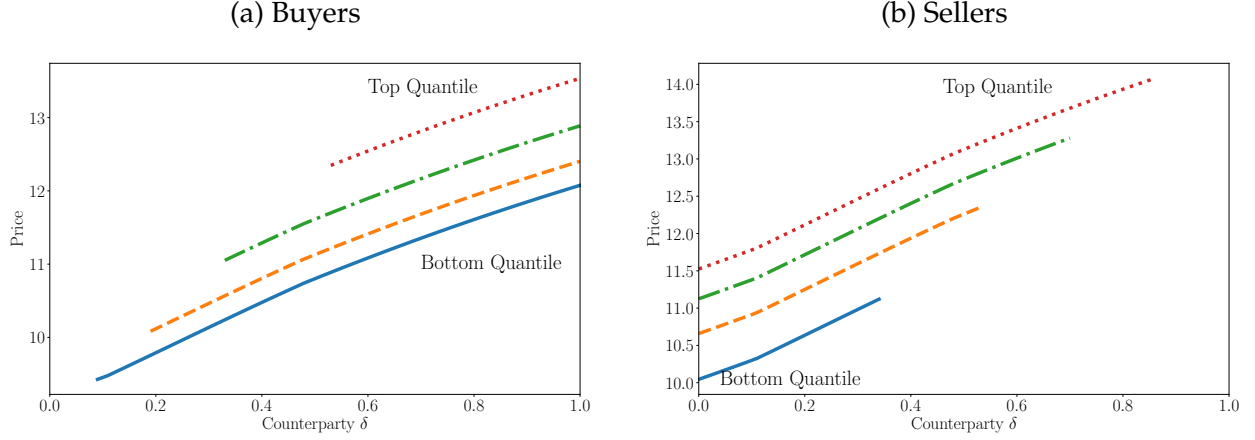 (a) Buyers
Top Quantile
Bottom Quantile
Price
13
12
11
10
0.0 0.2 0.4 0.6 0.8 1.0
Counterparty δ
(b) Sellers
Top Quantile
Bottom Quantile
Price
14.0
13.5
13.0
12.5
12.0
11.5
11.0
10.5
10.0
0.0 0.2 0.4 0.6 0.8 1.0
Counterparty δ